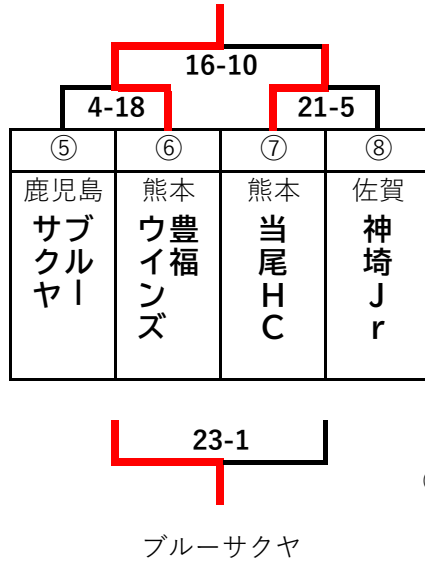 16-10
4-18
21-5
⑤
⑥
⑦
⑧
鹿児島
熊本
熊本
佐賀
ブルー
サクヤ
豊福
ウインズ
当尾HC
神埼Jr
23-1
ブルーサクヤ